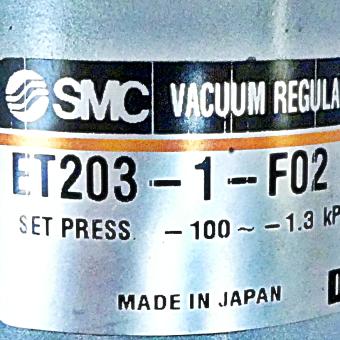 SMC VACUUM REGULA
ET203-1-F02
SET PRESS. -100 ~ -1.3 kP
MADE IN JAPAN